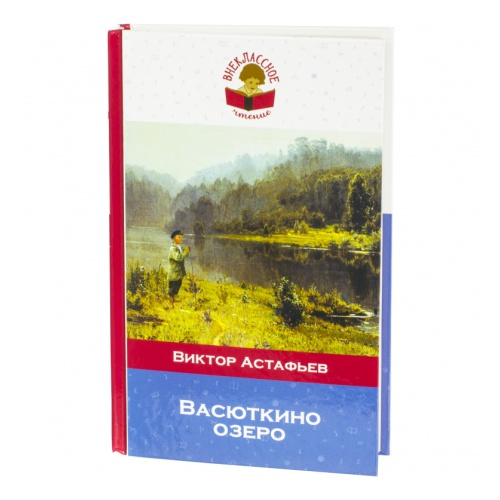 ВНЕКЛАССНОЕ
чтение
ВИКТОР АСТАФЬЕВ
ВАСЮТКИНО
ОЗЕРО